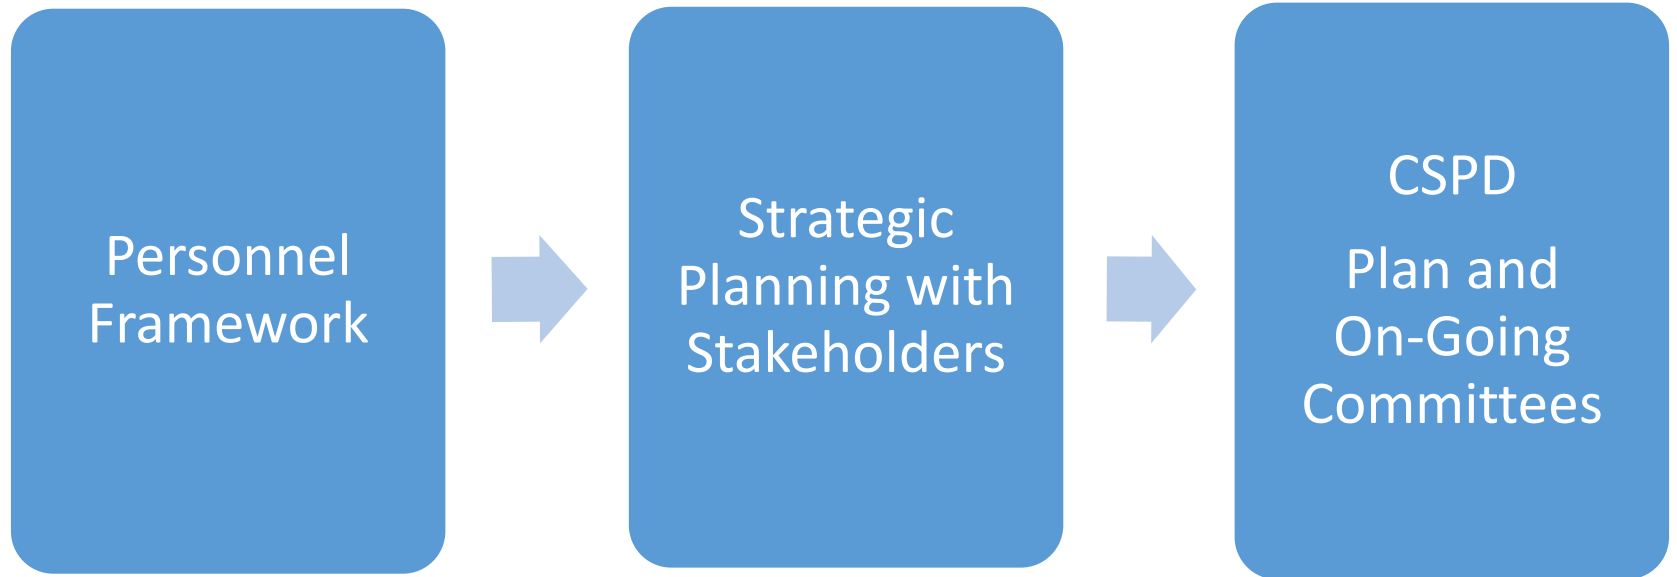 Personnel
Framework
Strategic
Planning with
Stakeholders
CSPD
Plan and
On-Going
Committees